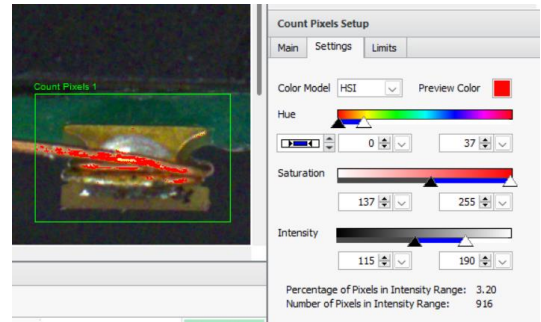 Count Pixels 1
Count Pixels Setup
Main Settings Limits
Color Model HSI Preview Color
Hue
0 37
Saturation
137 255
Intensity
115 190
Percentage of Pixels in Intensity Range: 3.20
Number of Pixels in Intensity Range: 916